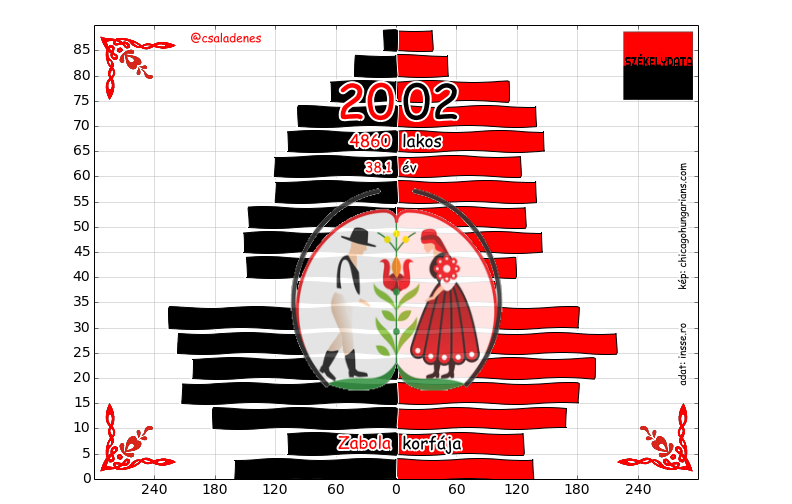 @csaladenes
SZÉKELYDATA
2002
4860 lakos
38.1 év
kép: chicagohungarians.com
adat: insse.ro
Zabola korfája
85
80
75
70
65
60
55
50
45
40
35
30
25
20
15
10
5
0
240 180 120 60 0 60 120 180 240